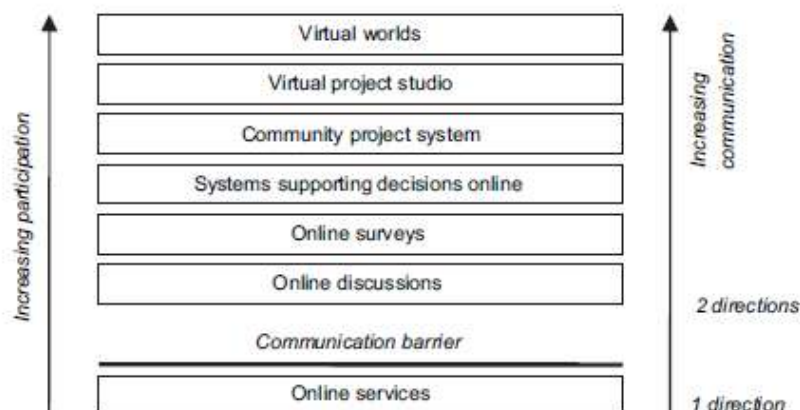 Virtual worlds
Virtual project studio
Community project system
Systems supporting decisions online
Online surveys
Online discussions
Communication barrier
Online services
Increasing participation
Increasing
communication
2 directions
1 direction